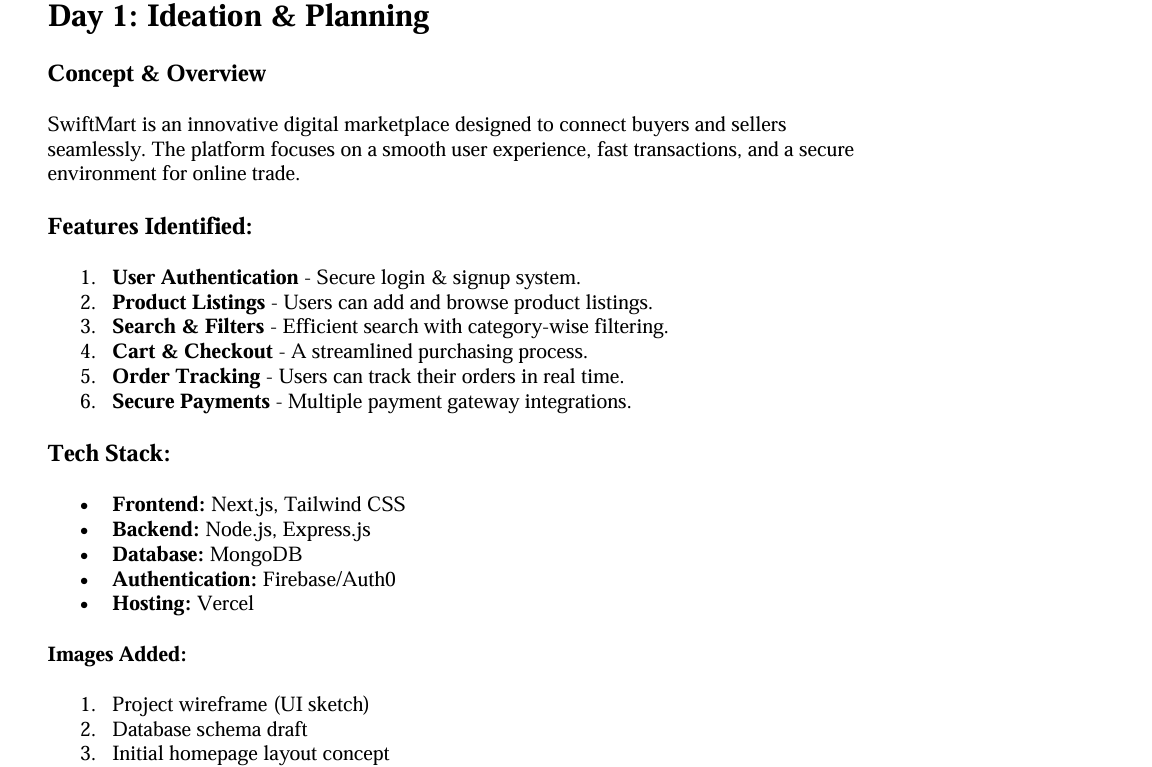 Day 1: Ideation & Planning
Concept & Overview
SwiftMart is an innovative digital marketplace designed to connect buyers and sellers
seamlessly. The platform focuses on a smooth user experience, fast transactions, and a secure
environment for online trade.
Features Identified:
1. User Authentication - Secure login & signup system.
2. Product Listings - Users can add and browse product listings.
3. Search & Filters - Efficient search with category-wise filtering.
4. Cart & Checkout - A streamlined purchasing process.
5. Order Tracking - Users can track their orders in real time.
6. Secure Payments - Multiple payment gateway integrations.
Tech Stack:
• Frontend: Next.js, Tailwind CSS
• Backend: Node.js, Express.js
• Database: MongoDB
• Authentication: Firebase/Auth0
• Hosting: Vercel
Images Added:
1. Project wireframe (UI sketch)
2. Database schema draft
3. Initial homepage layout concept